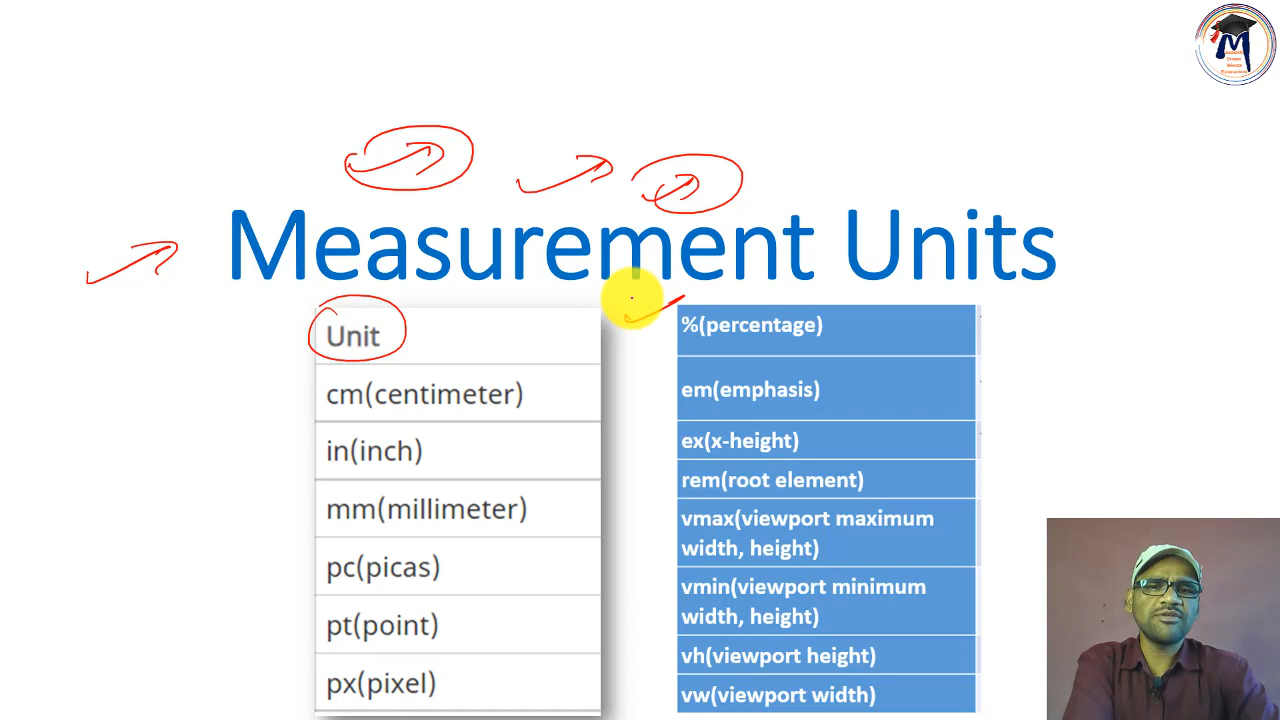 Measurement Units
Unit
cm(centimeter)
in(inch)
mm(millimeter)
pc(picas)
pt(point)
px(pixel)
%(percentage)
em(emphasis)
ex(x-height)
rem(root element)
vmax(viewport maximum
width, height)
vmin(viewport minimum
width, height)
vh(viewport height)
vw(viewport width)